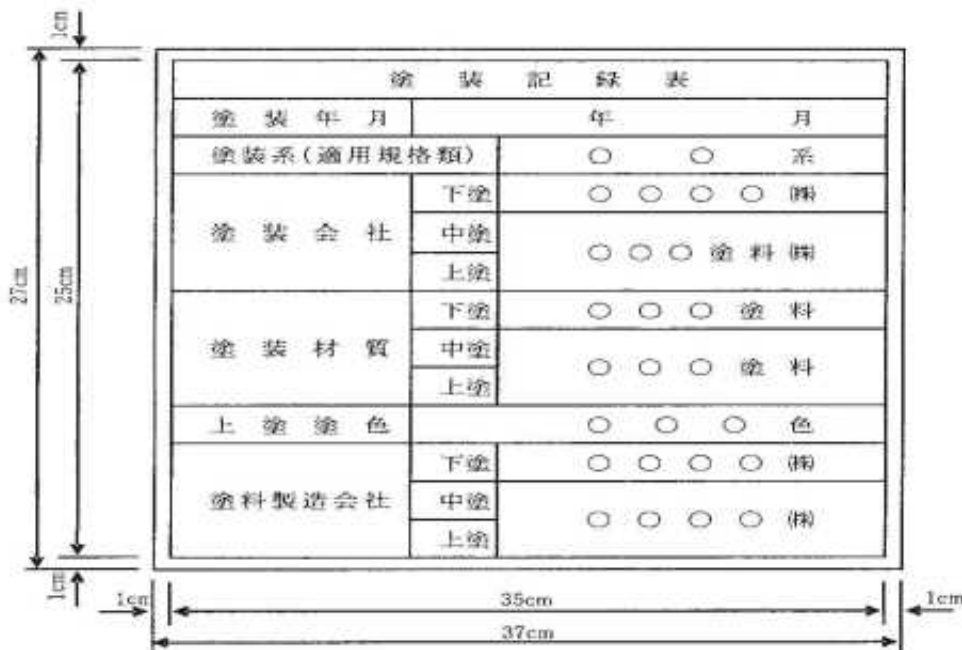 1cm
塗装記録表
塗装年月 年 月
塗装系(適用規格類) ○ ○ 系
下塗 ○ ○ ○ ○ ㈱
塗装会社 中塗 ○ ○ ○ 塗料㈱
上塗
下塗 ○ ○ ○ 塗料
塗装材質 中塗 ○ ○ ○ 塗料
上塗
上塗塗色 ○ ○ ○ 色
下塗 ○ ○ ○ ○ ㈱
塗料製造会社 中塗 ○ ○ ○ ○ ㈱
上塗
27cm
25cm
1cm
1cm
35cm
1cm
37cm